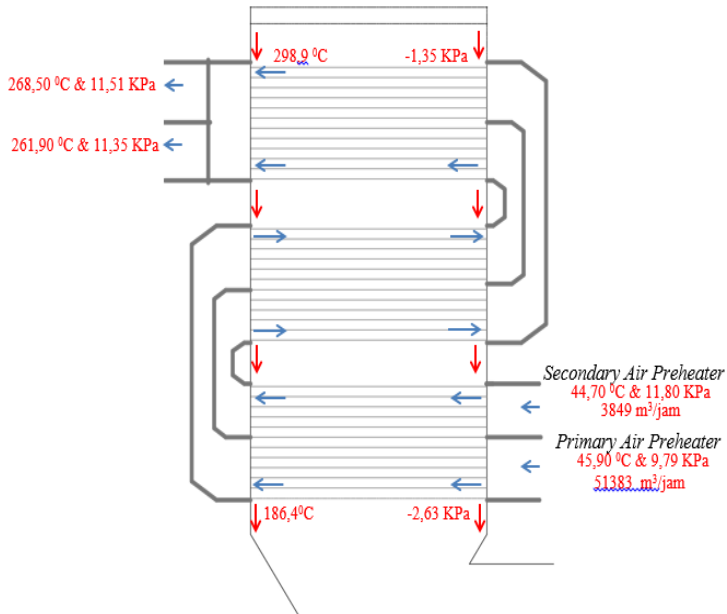 298,9 ⁰C
-1,35 KPa
268,50 ⁰C & 11,51 KPa
261,90 ⁰C & 11,35 KPa
Secondary Air Preheater
44,70 ⁰C & 11,80 KPa
3849 m³/jam
Primary Air Preheater
45,90 ⁰C & 9,79 KPa
51383 m³/jam
186,4⁰C
-2,63 KPa